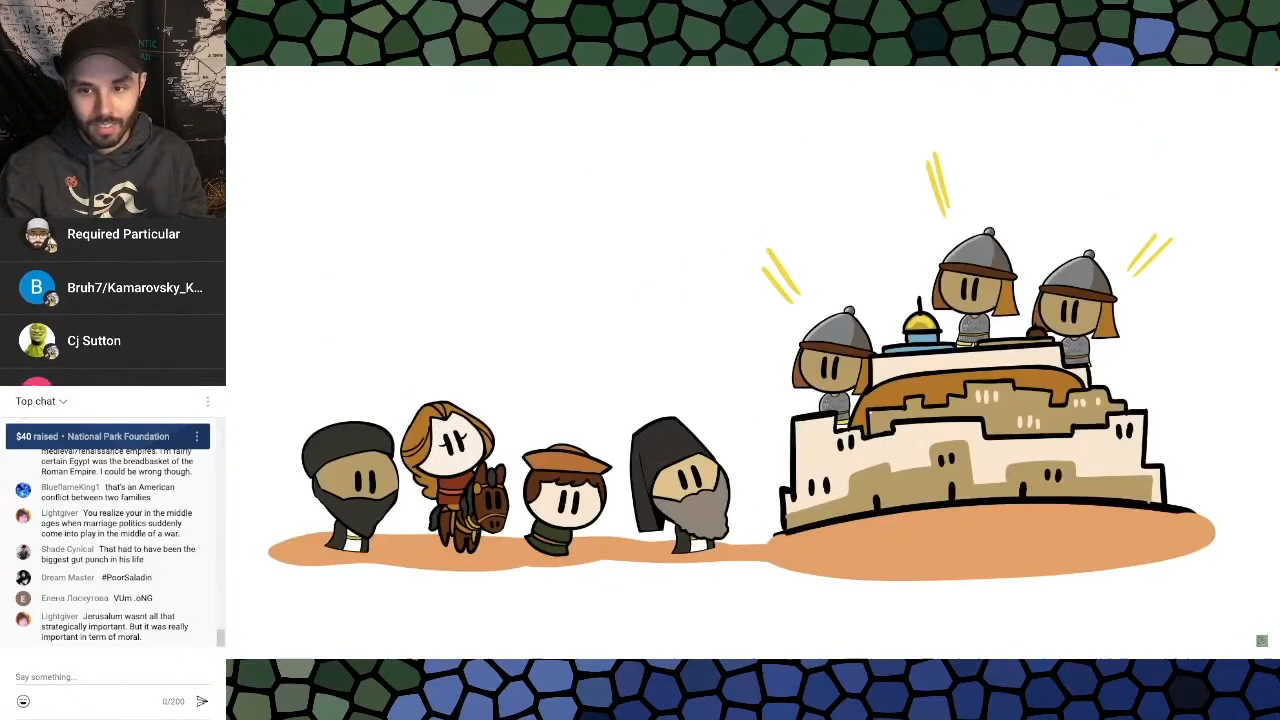 USA
NTIC
AN
Required Particular
B
Bruh7/Kamarovsky_K...
Cj Sutton
Top chat
$40 raised • National Park Foundation
medieval/renaissance empires. I'm fairly
certain Egypt was the breadbasket of the
Roman Empire. I could be wrong though.
BlueflameKing1 that's an American
conflict between two families
Lightgiver You realize your in the middle
ages when marriage politics suddenly
come into play in the middle of a war.
Shade Cynical That had to have been the
biggest gut punch in his life
Dream Master #PoorSaladin
E
Елена Лоскутова VUm .oNG
Lightgiver Jerusalum wasnt all that
strategically important. But it was really
important in term of moral.
Say something...
0/200